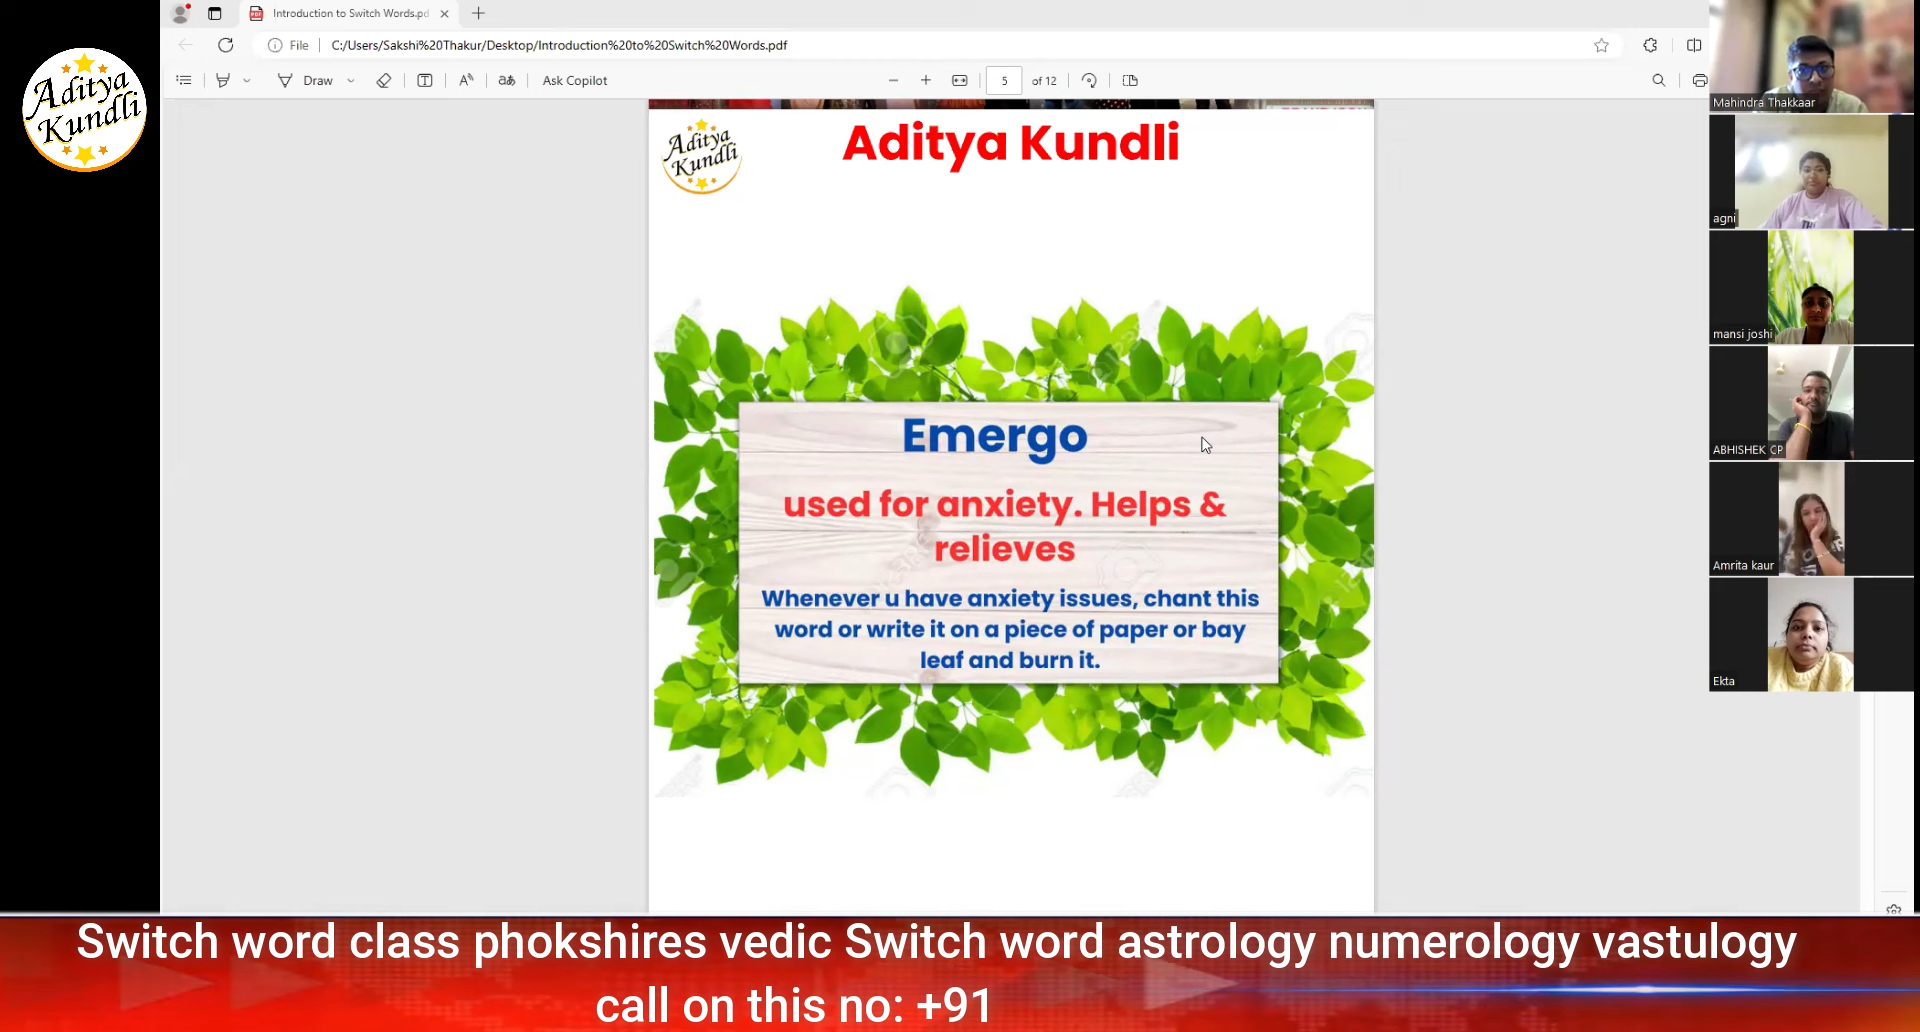 Introduction to Switch Words.pd
File
C:/Users/Sakshi%20Thakur/Desktop/Introduction%20to%20Switch%20Words.pdf
Draw
Ask Copilot
5
of 12
Aditya
Kundli
Aditya
Kundli
Aditya Kundli
Emergo
used for anxiety. Helps &
relieves
Whenever u have anxiety issues, chant this
word or write it on a piece of paper or bay
leaf and burn it.
Mahindra Thakkaar
agni
mansi joshi
ABHISHEK CP
Amrita kaur
Ekta
Switch word class phokshires vedic Switch word astrology numerology vastulogy
call on this no: +91